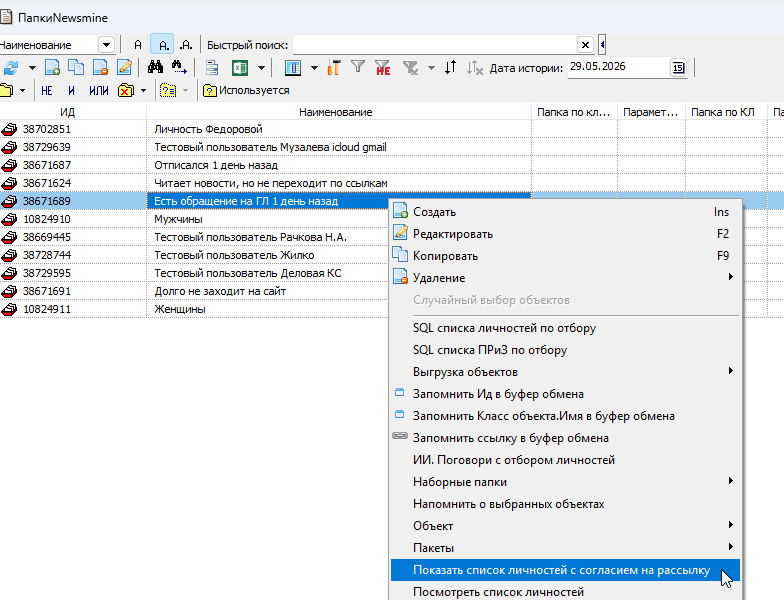 ПапкиNewsmine
Наименование А А. .А. Быстрый поиск:
НЕ Дата истории: 29.05.2026 15
НЕ И ИЛИ Используется
ИД Наименование Папка по кл... Парамет... Папка по КЛ Па
38702851 Личность Федоровой
38729639 Тестовый пользователь Музалева icloud gmail
38671687 Отписался 1 день назад
38671624 Читает новости, но не переходит по ссылкам
38671689 Есть обращение на ГЛ 1 день назад
10824910 Мужчины
38669445 Тестовый пользователь Рачкова Н.А.
38728744 Тестовый пользователь Жилко
38729595 Тестовый пользователь Деловая КС
38671691 Долго не заходит на сайт
10824911 Женщины
Создать Ins
Редактировать F2
Копировать F9
Удаление
Случайный выбор объектов
SQL списка личностей по отбору
SQL списка ПРиЗ по отбору
Выгрузка объектов
Запомнить Ид в буфер обмена
Запомнить Класс объекта.Имя в буфер обмена
Запомнить ссылку в буфер обмена
ИИ. Поговори с отбором личностей
Наборные папки
Напомнить о выбранных объектах
Объект
Пакеты
Показать список личностей с согласием на рассылку
Посмотреть список личностей